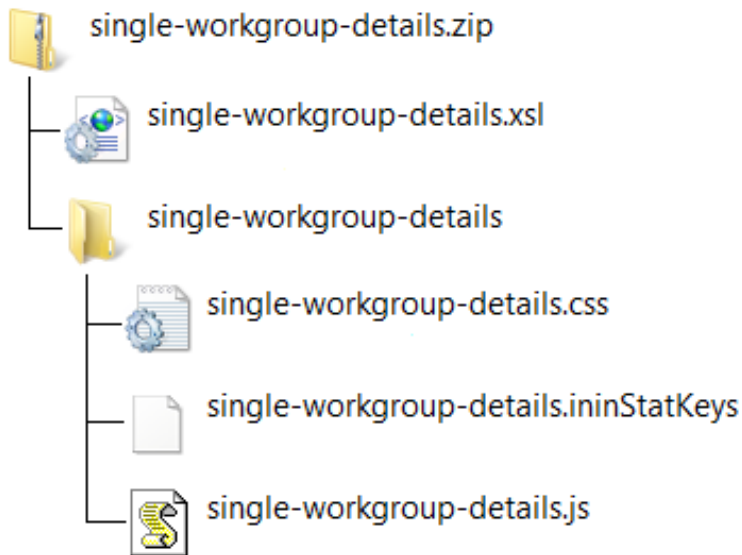 single-workgroup-details.zip
single-workgroup-details.xsl
single-workgroup-details
single-workgroup-details.css
single-workgroup-details.ininStatKeys
single-workgroup-details.js